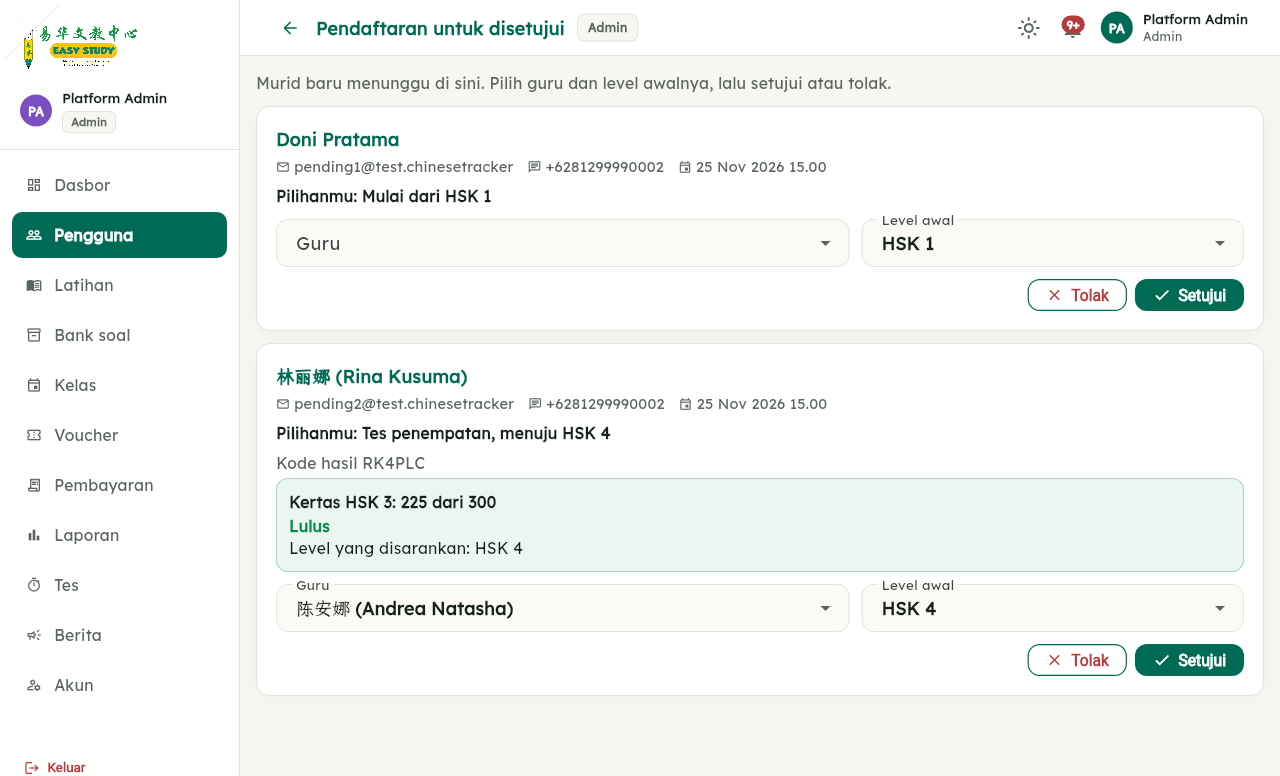 易华文教中心
EASY STUDY
Platform Admin
PA
Admin
Dasbor
Pengguna
Latihan
Bank soal
Kelas
Voucher
Pembayaran
Laporan
Tes
Berita
Akun
Keluar
Pendaftaran untuk disetujui
Admin
9+
PA
Platform Admin
Admin
Murid baru menunggu di sini. Pilih guru dan level awalnya, lalu setujui atau tolak.
Doni Pratama
pending1@test.chinesetracker +6281299990002 25 Nov 2026 15.00
Pilihanmu: Mulai dari HSK 1
Guru
Level awal
HSK 1
Tolak
Setujui
林丽娜 (Rina Kusuma)
pending2@test.chinesetracker +6281299990002 25 Nov 2026 15.00
Pilihanmu: Tes penempatan, menuju HSK 4
Kode hasil RK4PLC
Kertas HSK 3: 225 dari 300
Lulus
Level yang disarankan: HSK 4
Guru
陈安娜 (Andrea Natasha)
Level awal
HSK 4
Tolak
Setujui